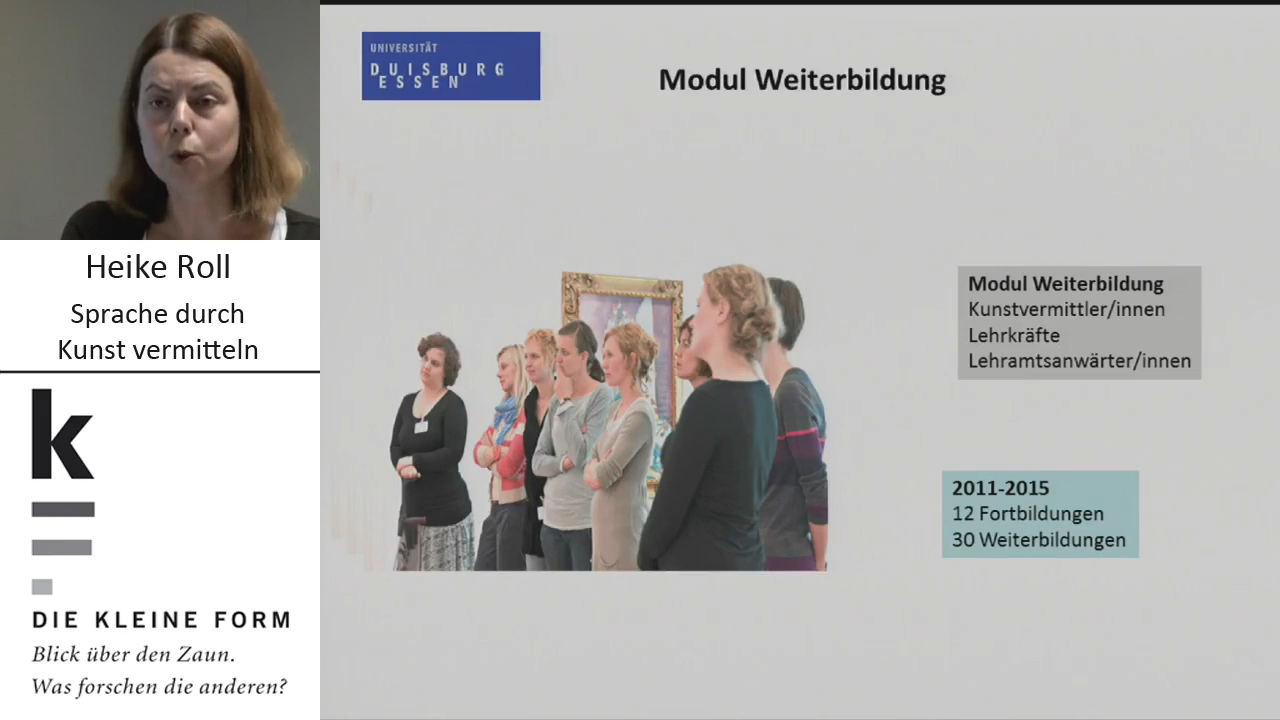 Heike Roll
Sprache durch
Kunst vermitteln
k
DIE KLEINE FORM
Blick über den Zaun.
Was forschen die anderen?
UNIVERSITÄT
DUISBURG
ESSEN
Modul Weiterbildung
Modul Weiterbildung
Kunstvermittler/innen
Lehrkräfte
Lehramtsanwärter/innen
2011-2015
12 Fortbildungen
30 Weiterbildungen